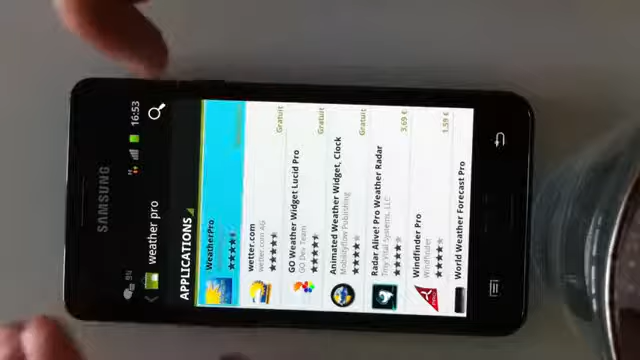 SAMSUNG
16:53
weather pro
APPLICATIONS
WeatherPro
wetter.com
wetter.com AG
Gratuit
GO Weather Widget Lucid Pro
GO Dev Team
Gratuit
Animated Weather Widget, Clock
Mobilityflow Publishing
Gratuit
Radar Alive! Pro Weather Radar
Tiny Vital Systems, LLC
3,69 €
Windfinder Pro
Windfinder
1,59 €
World Weather Forecast Pro